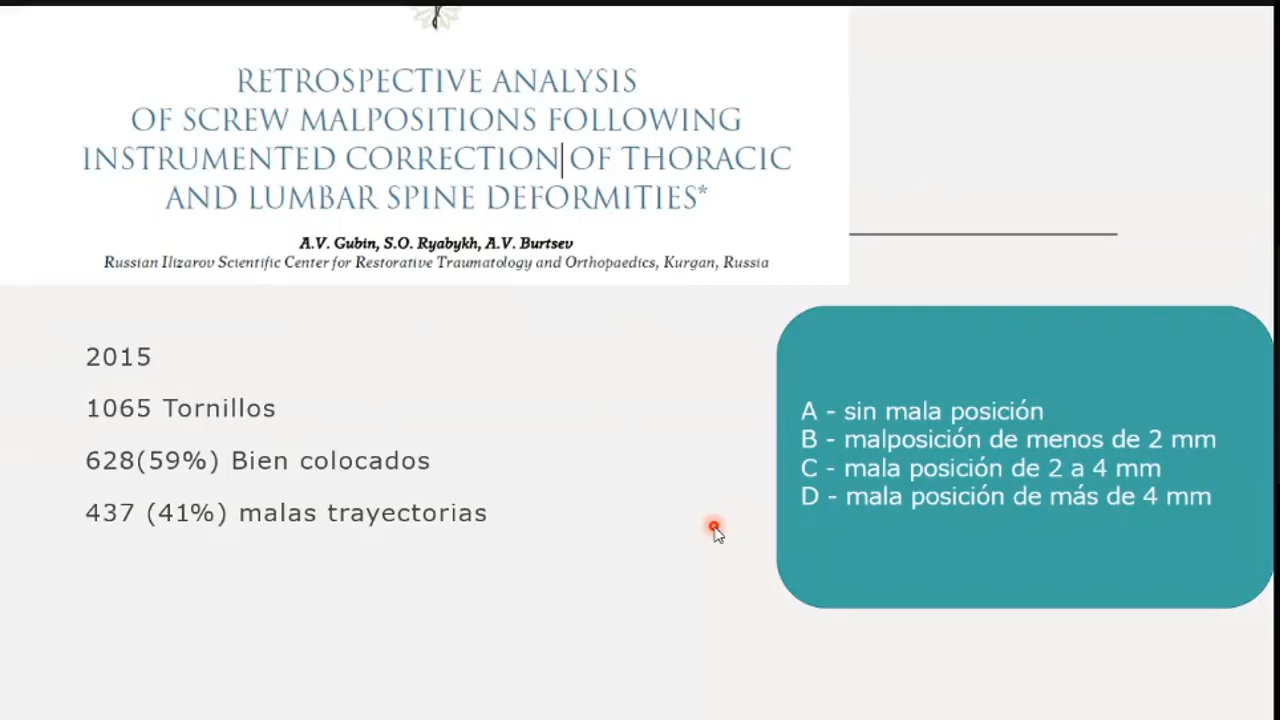 RETROSPECTIVE ANALYSIS
OF SCREW MALPOSITIONS FOLLOWING
INSTRUMENTED CORRECTION OF THORACIC
AND LUMBAR SPINE DEFORMITIES*
A.V. Gubin, S.O. Ryabykh, A.V. Burtsev
Russian Ilizarov Scientific Center for Restorative Traumatology and Orthopaedics, Kurgan, Russia
2015
1065 Tornillos
628(59%) Bien colocados
437 (41%) malas trayectorias
A - sin mala posición
B - malposición de menos de 2 mm
C - mala posición de 2 a 4 mm
D - mala posición de más de 4 mm